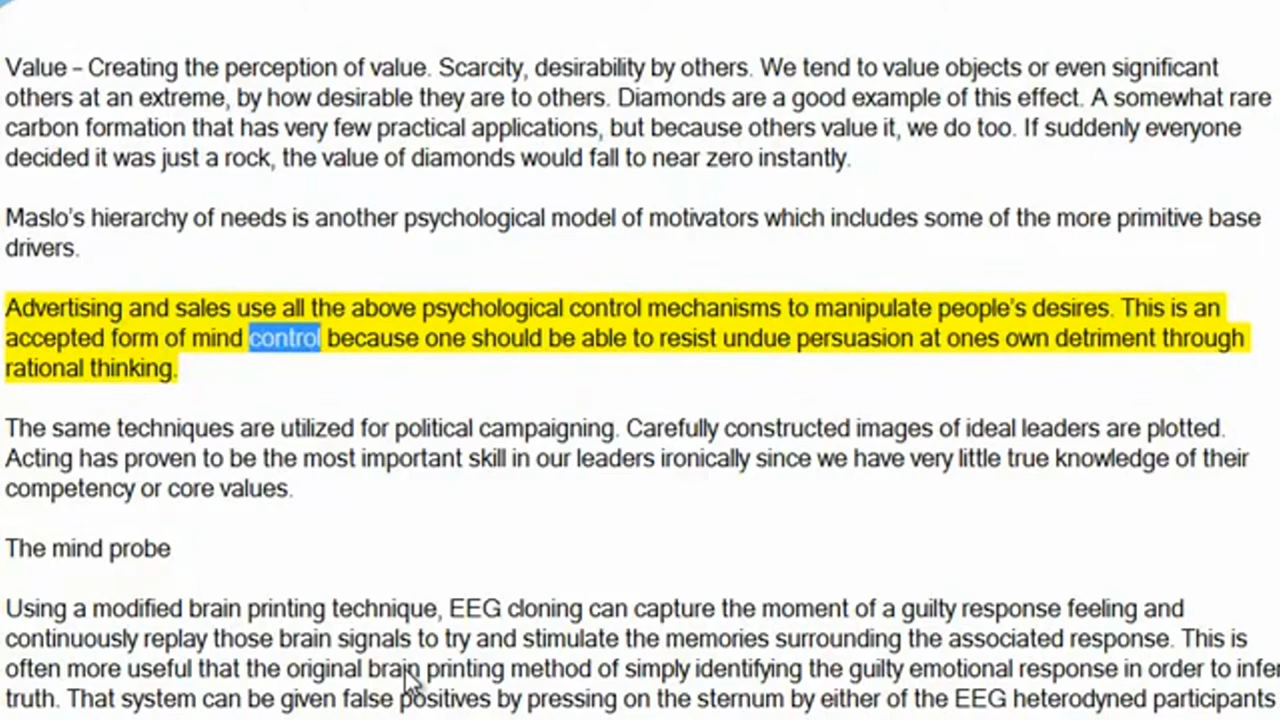 Value – Creating the perception of value. Scarcity, desirability by others. We tend to value objects or even significant
others at an extreme, by how desirable they are to others. Diamonds are a good example of this effect. A somewhat rare
carbon formation that has very few practical applications, but because others value it, we do too. If suddenly everyone
decided it was just a rock, the value of diamonds would fall to near zero instantly.
Maslo's hierarchy of needs is another psychological model of motivators which includes some of the more primitive base
drivers.
Advertising and sales use all the above psychological control mechanisms to manipulate people's desires. This is an
accepted form of mind control because one should be able to resist undue persuasion at ones own detriment through
rational thinking.
The same techniques are utilized for political campaigning. Carefully constructed images of ideal leaders are plotted.
Acting has proven to be the most important skill in our leaders ironically since we have very little true knowledge of their
competency or core values.
The mind probe
Using a modified brain printing technique, EEG cloning can capture the moment of a guilty response feeling and
continuously replay those brain signals to try and stimulate the memories surrounding the associated response. This is
often more useful that the original brain printing method of simply identifying the guilty emotional response in order to infer
truth. That system can be given false positives by pressing on the sternum by either of the EEG heterodyned participants.